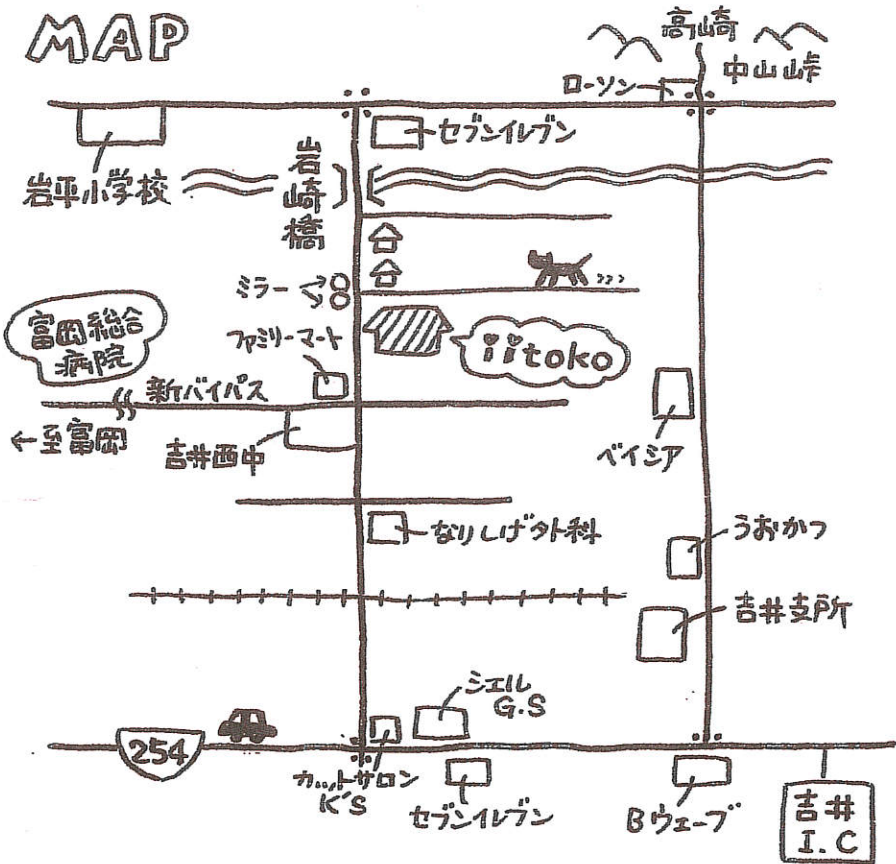 MAP
高崎
中山峠
ローソン
セブンイレブン
岩平小学校
岩崎橋
ミラー
富岡総合
病院
ファミリーマート
iitoko
新バイパス
←至富岡
吉井西中
ベイシア
なりしげ外科
うおかつ
吉井支所
シエル
G.S
254
カットサロン
K'S
セブンイレブン
Bウェーブ
吉井
I.C